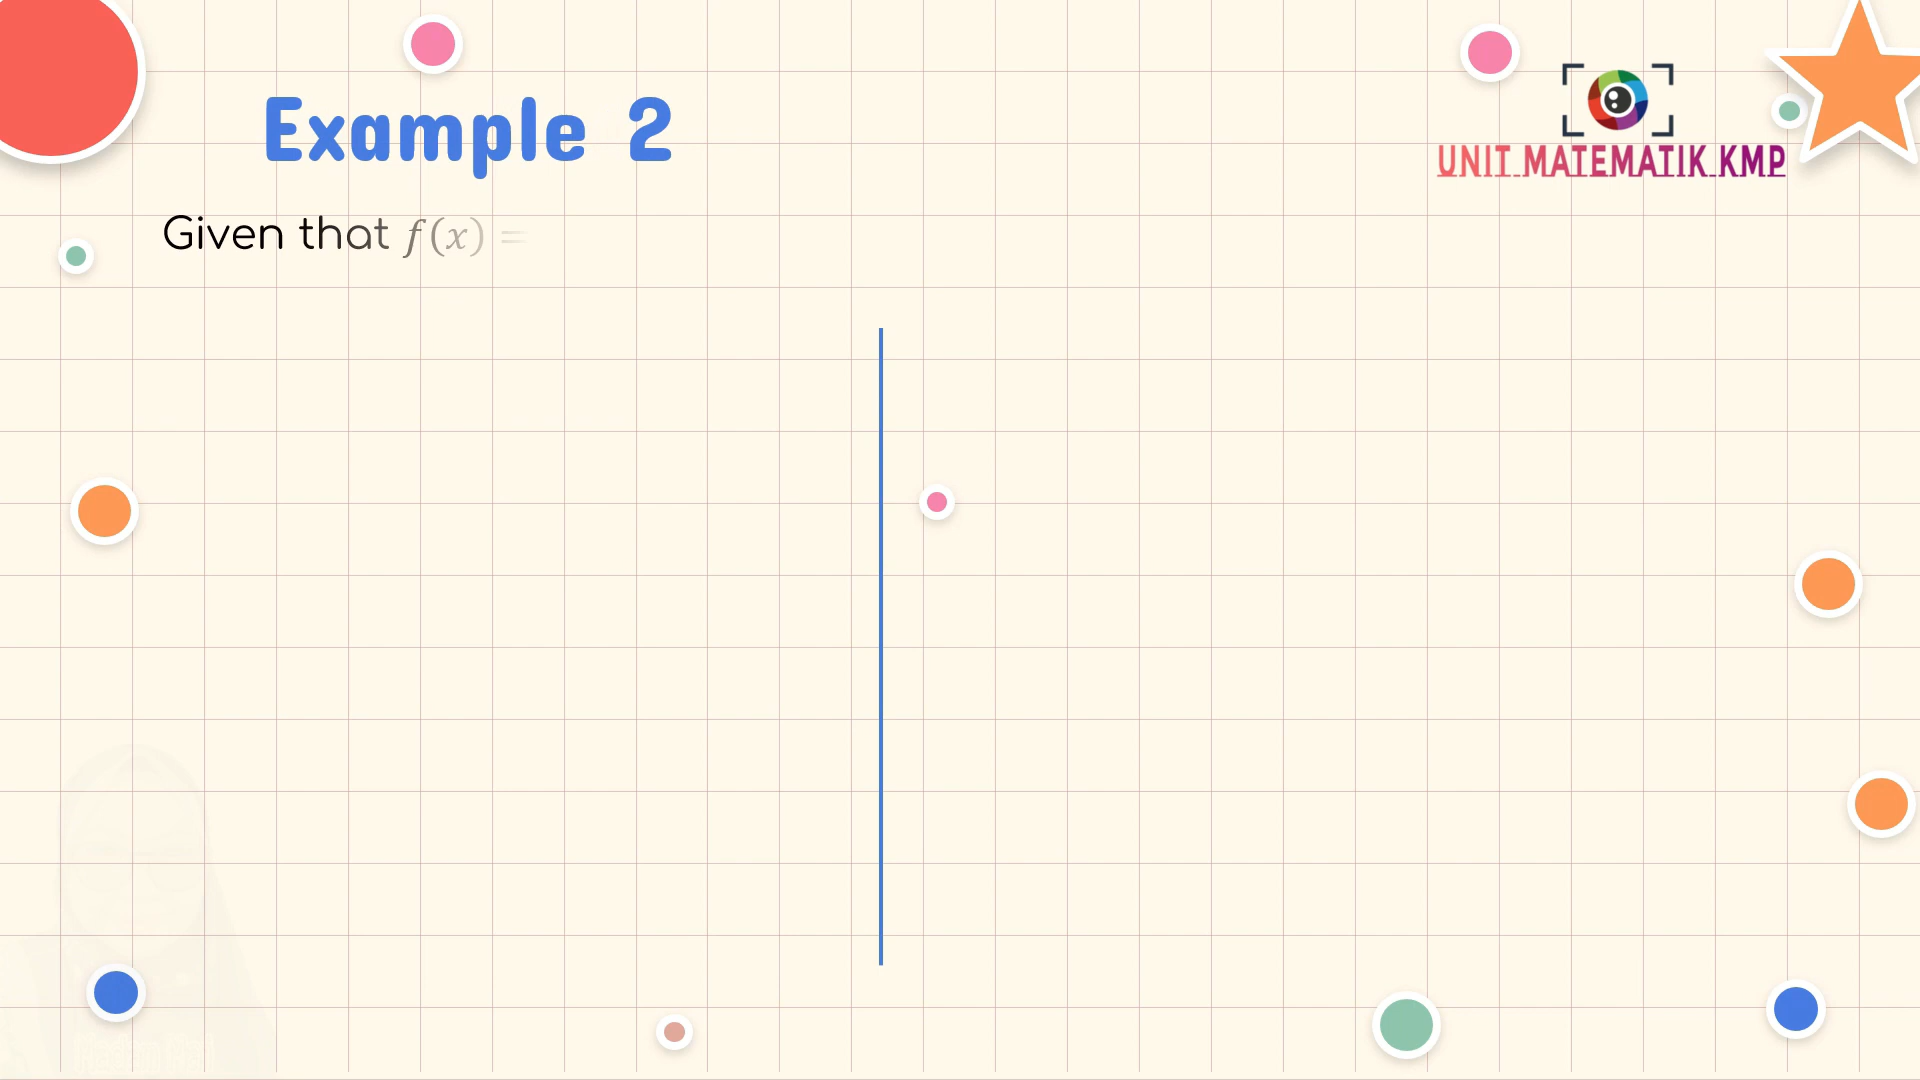 Example 2
UNIT MATEMATIK KMP
Given that f(x) =